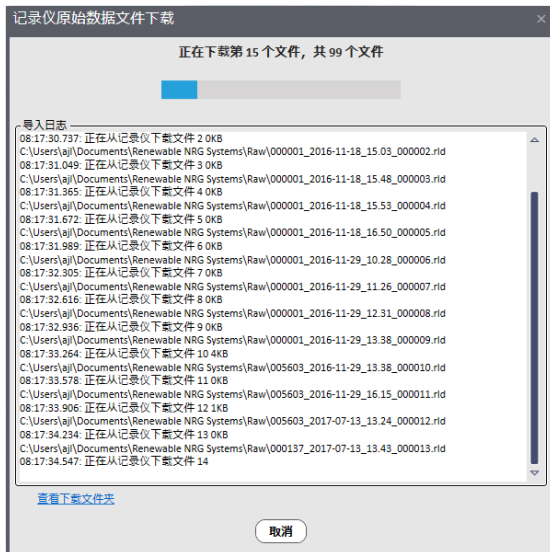 记录仪原始数据文件下载
正在下载第 15 个文件，共 99 个文件
导入日志
08:17:30.737: 正在从记录仪下载文件 2 0KB
C:\Users\ajl\Documents\Renewable NRG Systems\Raw\000001_2016-11-18_15.03_000002.rld
08:17:31.049: 正在从记录仪下载文件 3 0KB
C:\Users\ajl\Documents\Renewable NRG Systems\Raw\000001_2016-11-18_15.48_000003.rld
08:17:31.365: 正在从记录仪下载文件 4 0KB
C:\Users\ajl\Documents\Renewable NRG Systems\Raw\000001_2016-11-18_15.53_000004.rld
08:17:31.672: 正在从记录仪下载文件 5 0KB
C:\Users\ajl\Documents\Renewable NRG Systems\Raw\000001_2016-11-18_16.50_000005.rld
08:17:31.989: 正在从记录仪下载文件 6 0KB
C:\Users\ajl\Documents\Renewable NRG Systems\Raw\000001_2016-11-29_10.28_000006.rld
08:17:32.305: 正在从记录仪下载文件 7 0KB
C:\Users\ajl\Documents\Renewable NRG Systems\Raw\000001_2016-11-29_11.26_000007.rld
08:17:32.616: 正在从记录仪下载文件 8 0KB
C:\Users\ajl\Documents\Renewable NRG Systems\Raw\000001_2016-11-29_12.31_000008.rld
08:17:32.936: 正在从记录仪下载文件 9 0KB
C:\Users\ajl\Documents\Renewable NRG Systems\Raw\000001_2016-11-29_13.38_000009.rld
08:17:33.264: 正在从记录仪下载文件 10 4KB
C:\Users\ajl\Documents\Renewable NRG Systems\Raw\005603_2016-11-29_13.38_000010.rld
08:17:33.578: 正在从记录仪下载文件 11 0KB
C:\Users\ajl\Documents\Renewable NRG Systems\Raw\005603_2016-11-29_16.15_000011.rld
08:17:33.906: 正在从记录仪下载文件 12 1KB
C:\Users\ajl\Documents\Renewable NRG Systems\Raw\005603_2017-07-13_13.24_000012.rld
08:17:34.234: 正在从记录仪下载文件 13 0KB
C:\Users\ajl\Documents\Renewable NRG Systems\Raw\000137_2017-07-13_13.43_000013.rld
08:17:34.547: 正在从记录仪下载文件 14
查看下载文件夹
取消